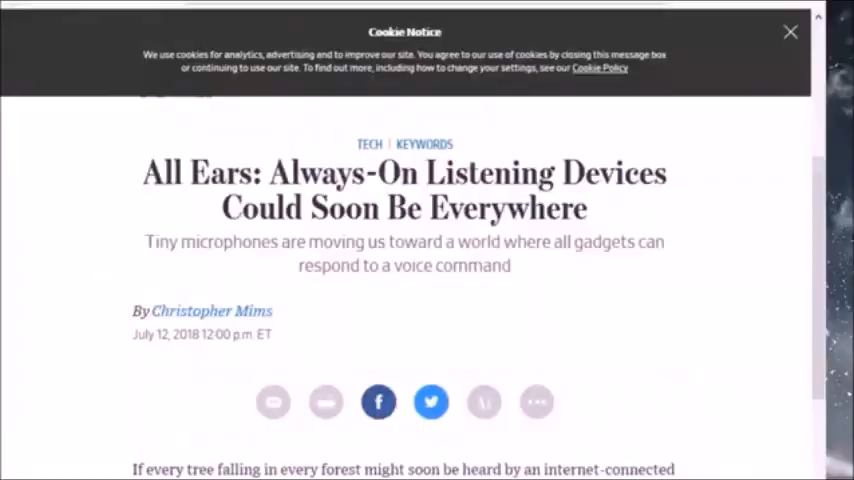 Cookie Notice
We use cookies for analytics, advertising and to improve our site. You agree to our use of cookies by closing this message box
or continuing to use our site. To find out more, including how to change your settings, see our Cookie Policy
TECH | KEYWORDS
All Ears: Always-On Listening Devices
Could Soon Be Everywhere
Tiny microphones are moving us toward a world where all gadgets can
respond to a voice command
By Christopher Mims
July 12, 2018 12:00 p.m. ET
If every tree falling in every forest might soon be heard by an internet-connected